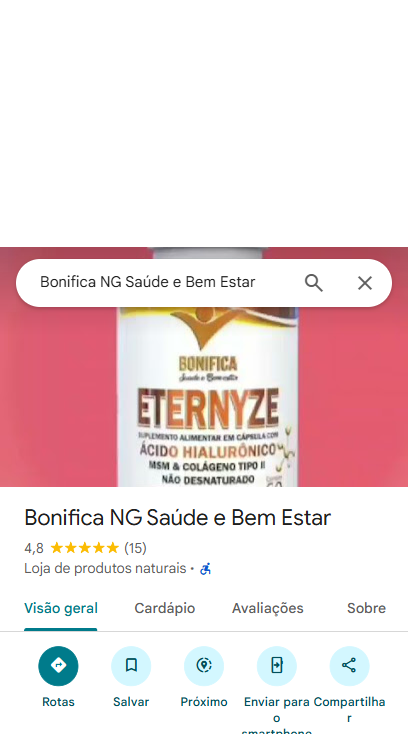 Bonifica NG Saúde e Bem Estar
BONIFICA
Saúde e Bem estar
ETERNYZE
SUPLEMENTO ALIMENTAR EM CÁPSULA COM
ÁCIDO HIALURÔNICO
MSM & COLÁGENO TIPO II
NÃO DESNATURADO
Bonifica NG Saúde e Bem Estar
4,8 (15)
Loja de produtos naturais ·
Visão geral Cardápio Avaliações Sobre
Rotas Salvar Próximo Enviar para o smartphone Compartilhar